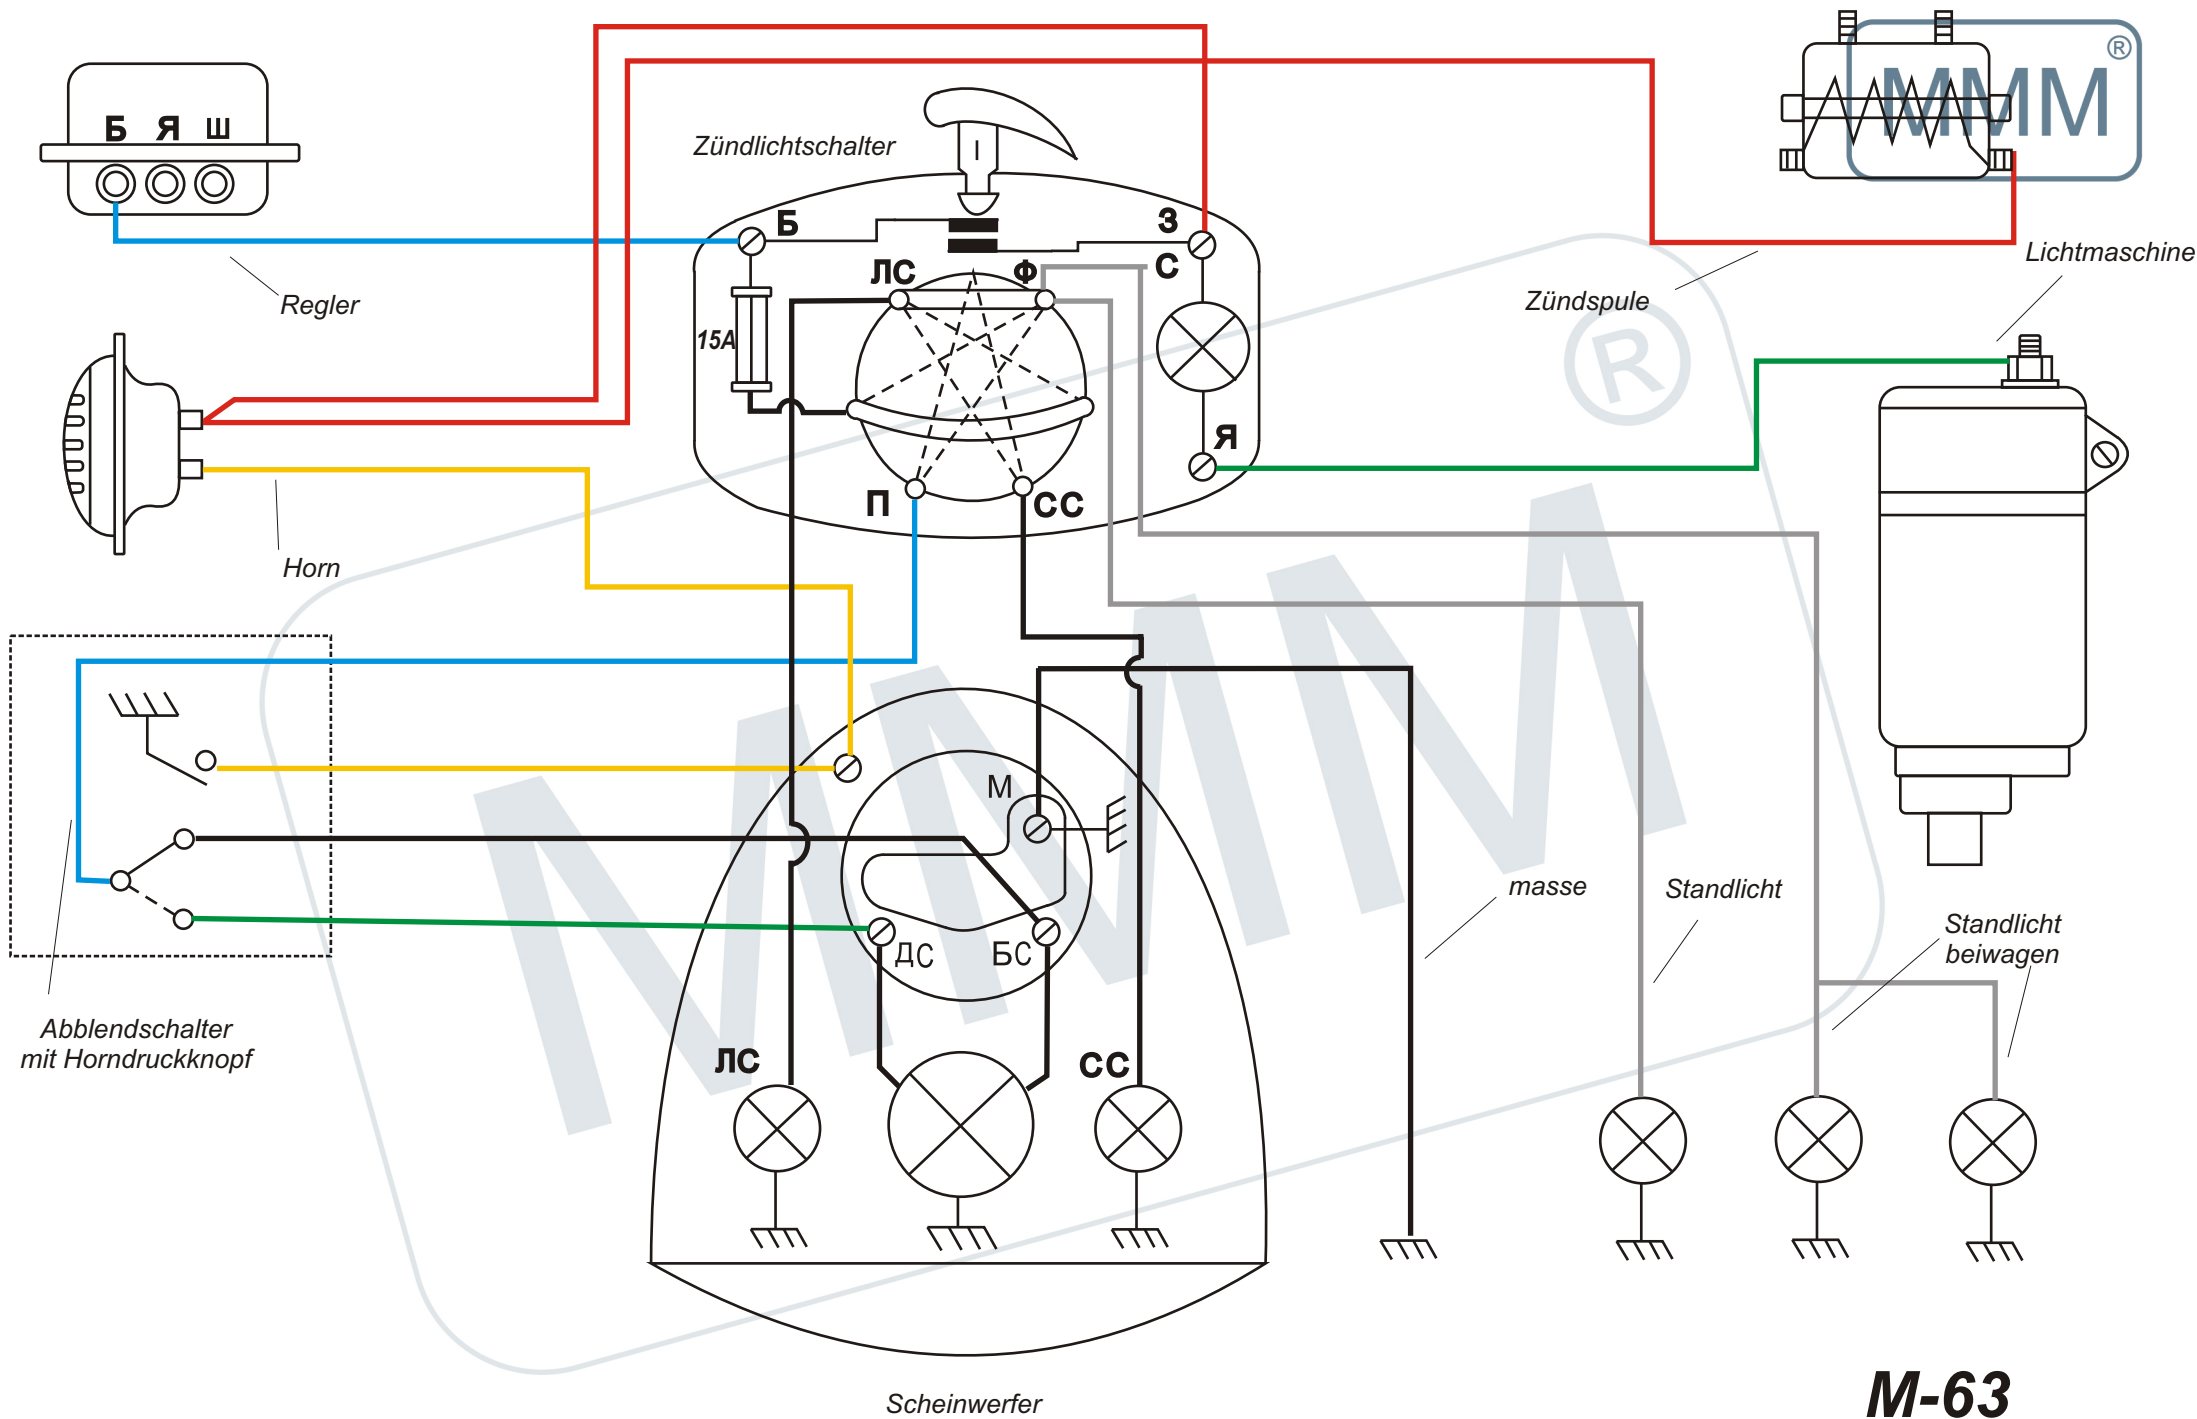 MMM®
Б Я Ш
Zündlichtschalter
I
Б
З
ЛС
Ф
С
Lichtmaschine
Regler
Zündspule
®
15A
Я
П
СС
Horn
M
masse
Standlicht
Standlicht
beiwagen
ДС
БС
Abblendschalter
mit Horndruckknopf
ЛС
СС
MMM
Scheinwerfer
M-63